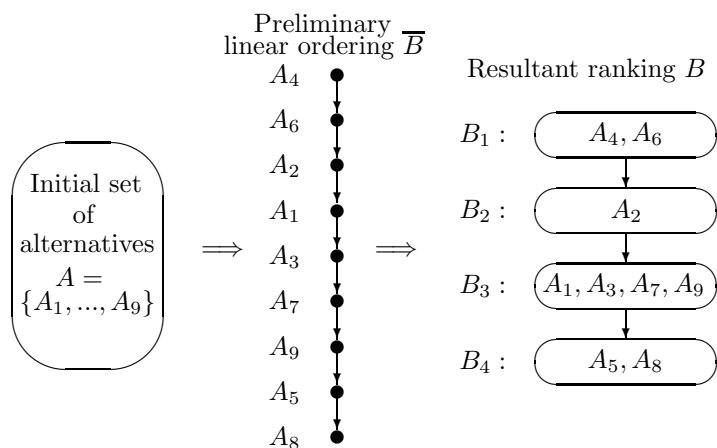 Preliminary
linear ordering B̅
Resultant ranking B
Initial set
of
alternatives
A =
{A₁, ..., A₉}
⟹
A₄
A₆
A₂
A₁
A₃
A₇
A₉
A₅
A₈
⟹
B₁ : A₄, A₆
B₂ : A₂
B₃ : A₁, A₃, A₇, A₉
B₄ : A₅, A₈